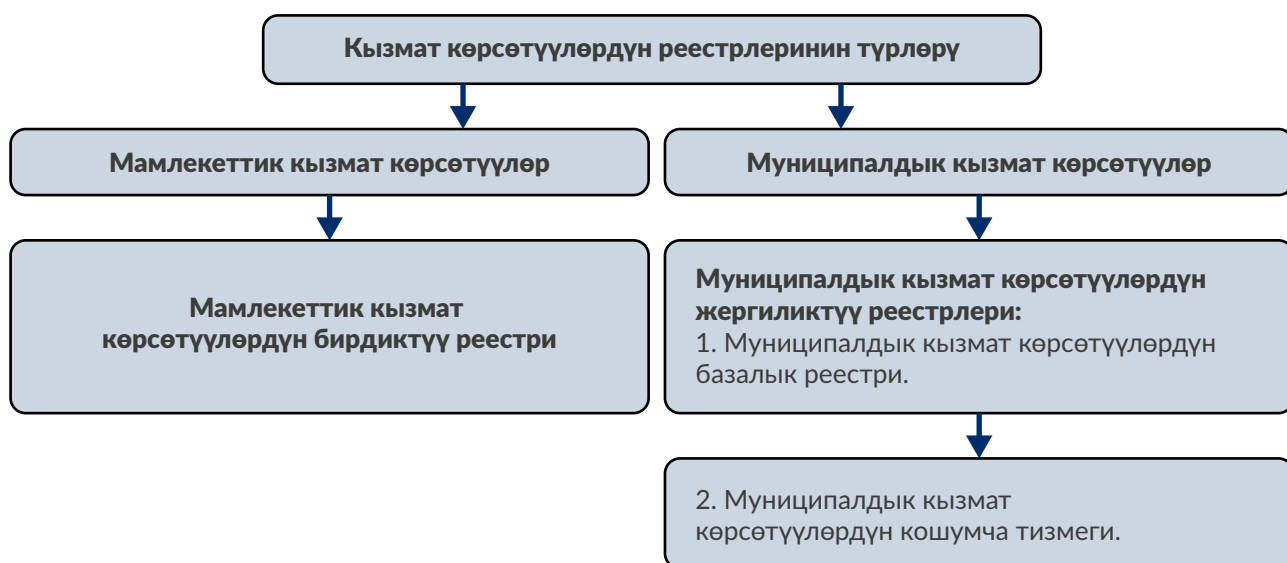 Кызмат көрсөтүүлөрдүн реестрлеринин түрлөрү
Мамлекеттик кызмат көрсөтүүлөр
Муниципалдык кызмат көрсөтүүлөр
Мамлекеттик кызмат
көрсөтүүлөрдүн бирдиктүү реестри
Муниципалдык кызмат көрсөтүүлөрдүн
жергиликтүү реестрлери:
1. Муниципалдык кызмат көрсөтүүлөрдүн
базалык реестри.
2. Муниципалдык кызмат
көрсөтүүлөрдүн кошумча тизмеги.